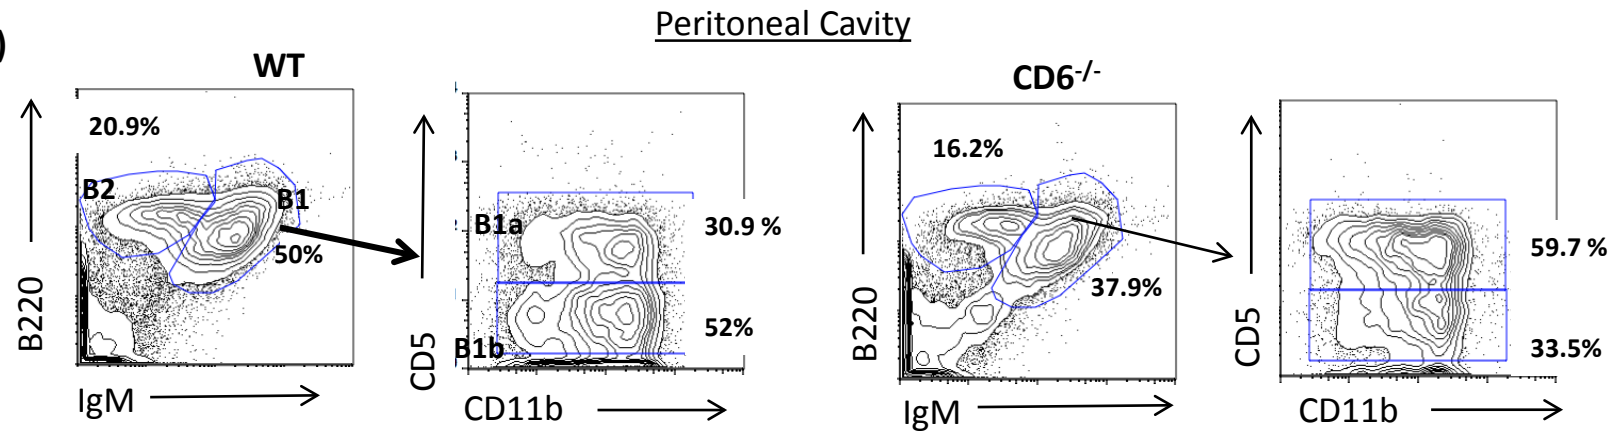 Peritoneal Cavity
)
WT
CD6-/-
20.9%
B2
B1
50%
B220
IgM
B1a
30.9 %
52%
B1b
CD5
CD11b
16.2%
37.9%
B220
IgM
59.7 %
33.5%
CD5
CD11b